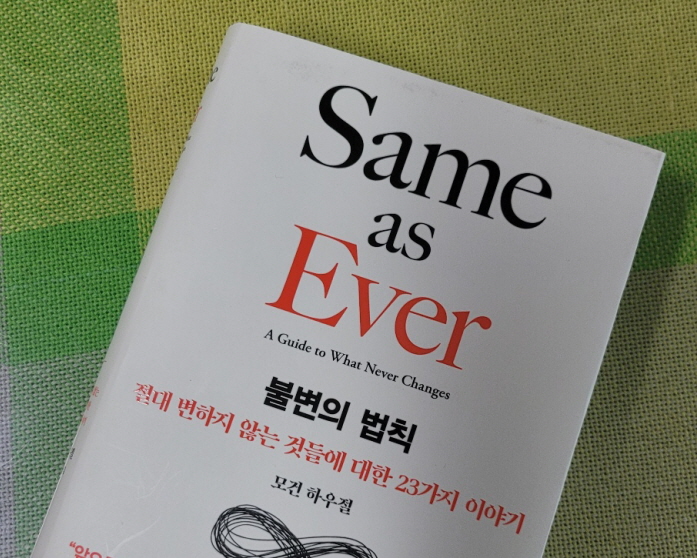 Same
as
Ever
A Guide to What Never Changes
불변의 법칙
절대 변하지 않는 것들에 대한 23가지 이야기
모건 하우절